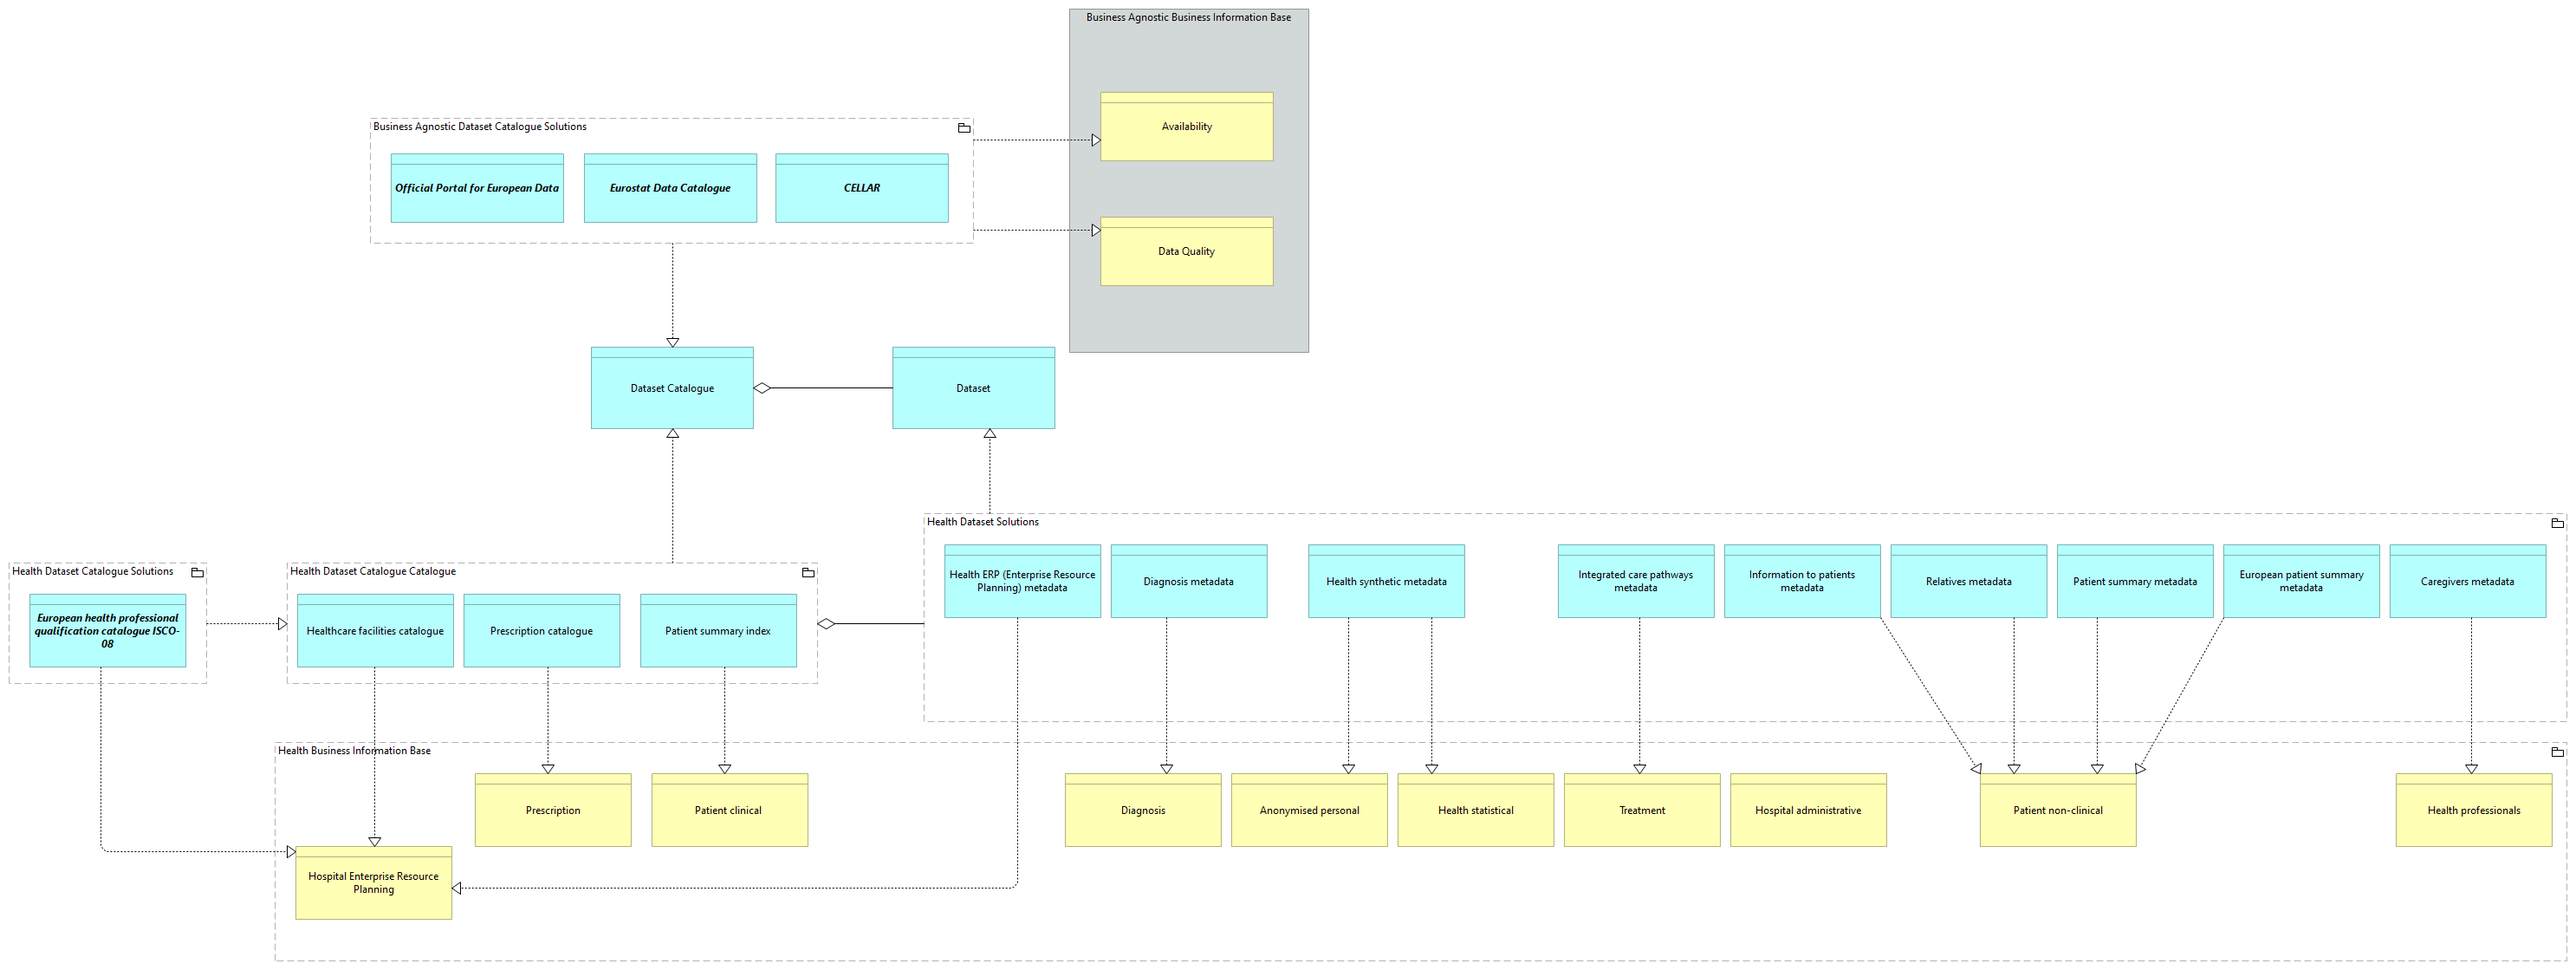 Business Agnostic Business Information Base
Availability
Data Quality
Business Agnostic Dataset Catalogue Solutions
Official Portal for European Data
Eurostat Data Catalogue
CELLAR
Dataset Catalogue
Dataset
Health Dataset Solutions
Health ERP (Enterprise Resource
Planning) metadata
Diagnosis metadata
Health synthetic metadata
Integrated care pathways
metadata
Information to patients
metadata
Relatives metadata
Patient summary metadata
European patient summary
metadata
Caregivers metadata
Health Dataset Catalogue Solutions
European health professional
qualification catalogue ISCO-
08
Health Dataset Catalogue Catalogue
Healthcare facilities catalogue
Prescription catalogue
Patient summary index
Health Business Information Base
Prescription
Patient clinical
Diagnosis
Anonymised personal
Health statistical
Treatment
Hospital administrative
Patient non-clinical
Health professionals
Hospital Enterprise Resource
Planning